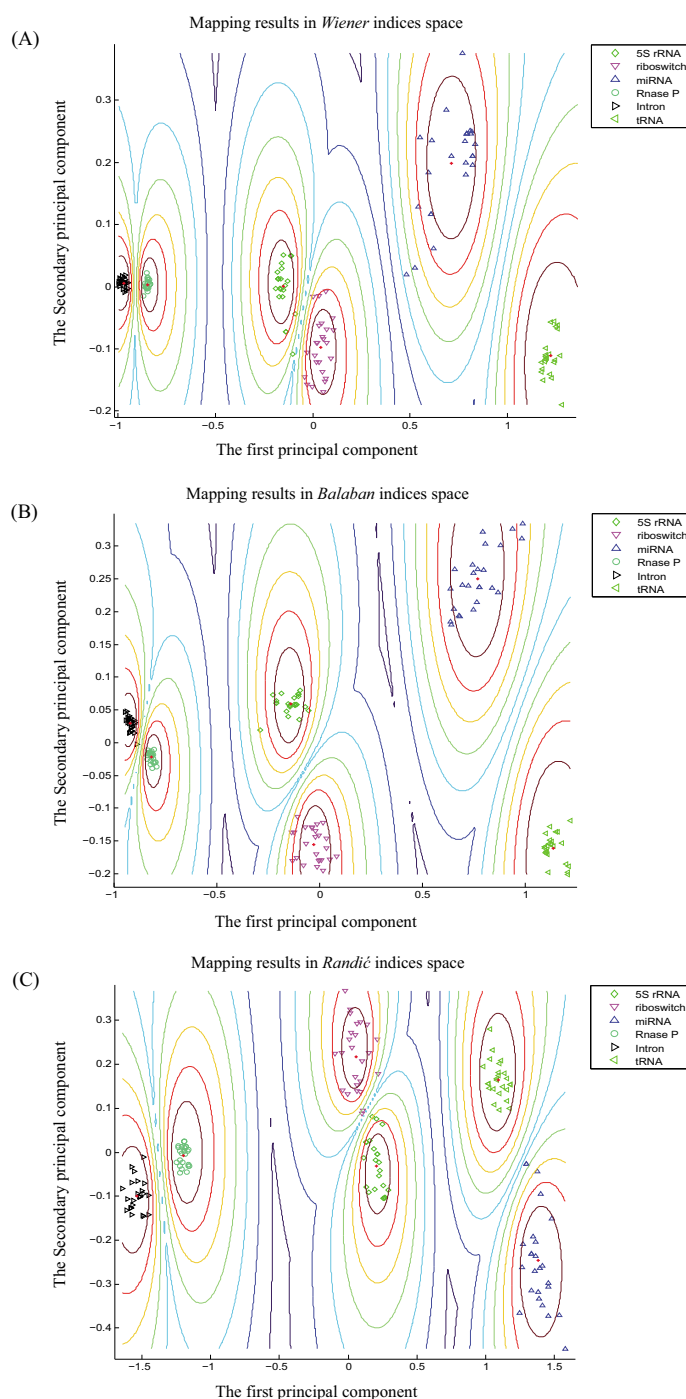 Mapping results in Wiener indices space
(A)
5S rRNA
riboswitch
miRNA
Rnase P
Intron
tRNA
The Secondary principal component
0.3
0.2
0.1
0
−0.1
−0.2
−1 −0.5 0 0.5 1
The first principal component
Mapping results in Balaban indices space
(B)
5S rRNA
riboswitch
miRNA
Rnase P
Intron
tRNA
The Secondary principal component
0.3
0.25
0.2
0.15
0.1
0.05
0
−0.05
−0.1
−0.15
−0.2
−1 −0.5 0 0.5 1
The first principal component
Mapping results in Randić indices space
(C)
5S rRNA
riboswitch
miRNA
Rnase P
Intron
tRNA
The Secondary principal component
0.3
0.2
0.1
0
−0.1
−0.2
−0.3
−0.4
−1.5 −1 −0.5 0 0.5 1 1.5
The first principal component